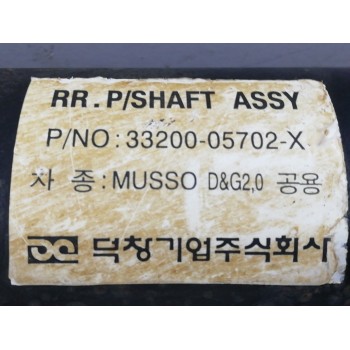 RR. P/SHAFT ASSY
P/NO : 33200-05702-X
차 종 : MUSSO D&G2,0 공용
덕창기업주식회사